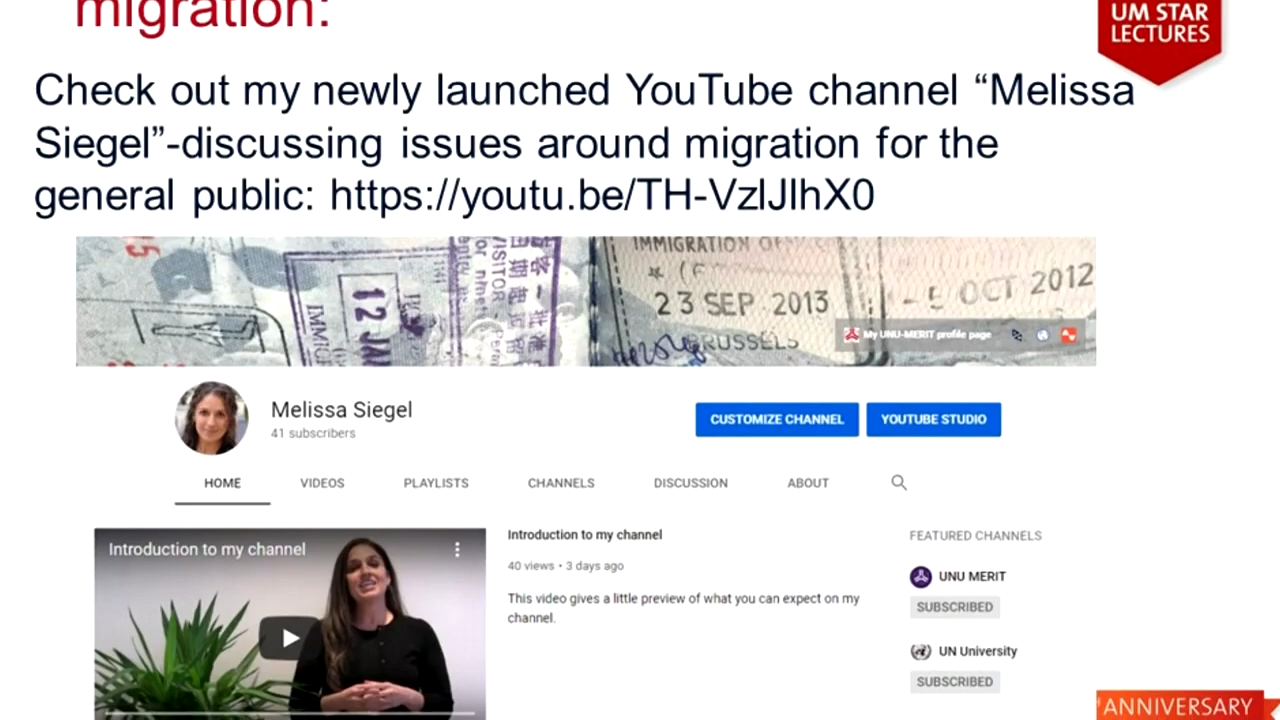 migration:
UM STAR
LECTURES
Check out my newly launched YouTube channel “Melissa
Siegel”-discussing issues around migration for the
general public: https://youtu.be/TH-VzlJlhX0
IMMIGRATION
23 SEP 2013
BRUSSELS
OCT 2012
12 JAN
VISITOR
My UNU-MERIT profile page
Melissa Siegel
41 subscribers
CUSTOMIZE CHANNEL
YOUTUBE STUDIO
HOME
VIDEOS
PLAYLISTS
CHANNELS
DISCUSSION
ABOUT
Introduction to my channel
Introduction to my channel
40 views • 3 days ago
This video gives a little preview of what you can expect on my
channel.
FEATURED CHANNELS
UNU MERIT
SUBSCRIBED
UN University
SUBSCRIBED
ANNIVERSARY